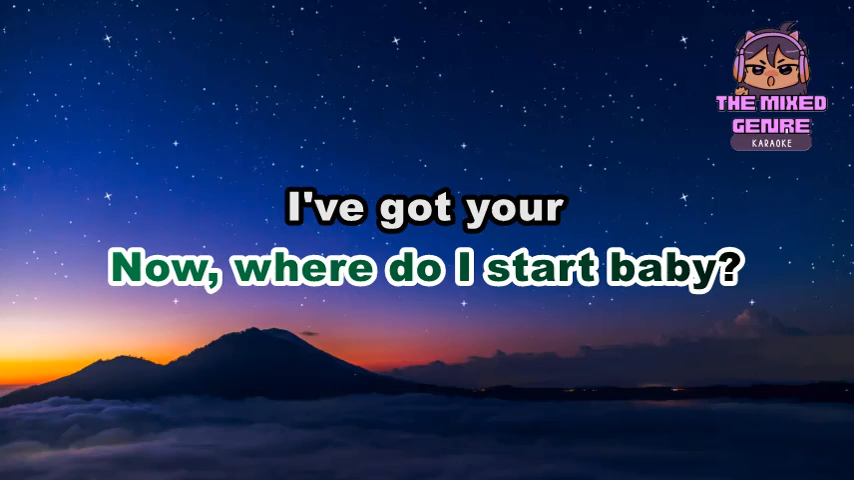 THE MIXED
GENRE
KARAOKE
I've got your
Now, where do I start baby?